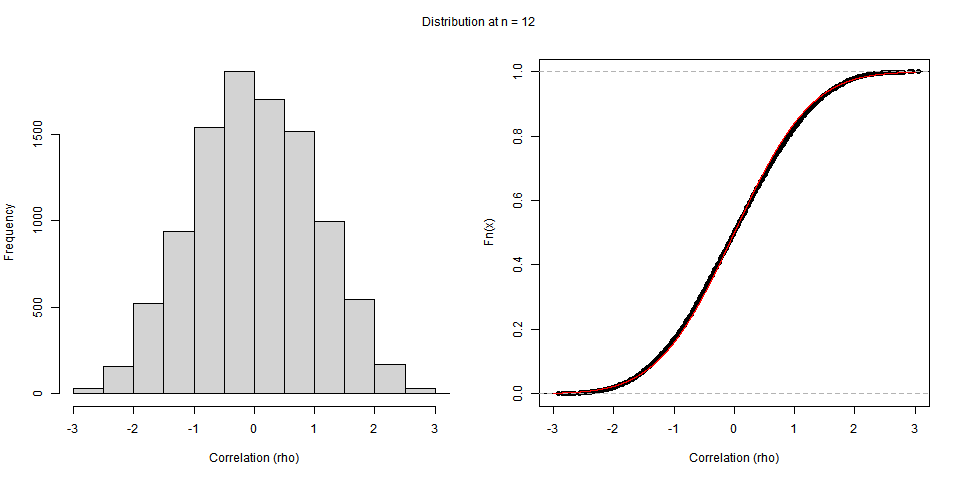 Distribution at n = 12
Frequency
1500
1000
500
0
-3 -2 -1 0 1 2 3
Correlation (rho)
Fn(x)
1.0
0.8
0.6
0.4
0.2
0.0
-3 -2 -1 0 1 2 3
Correlation (rho)